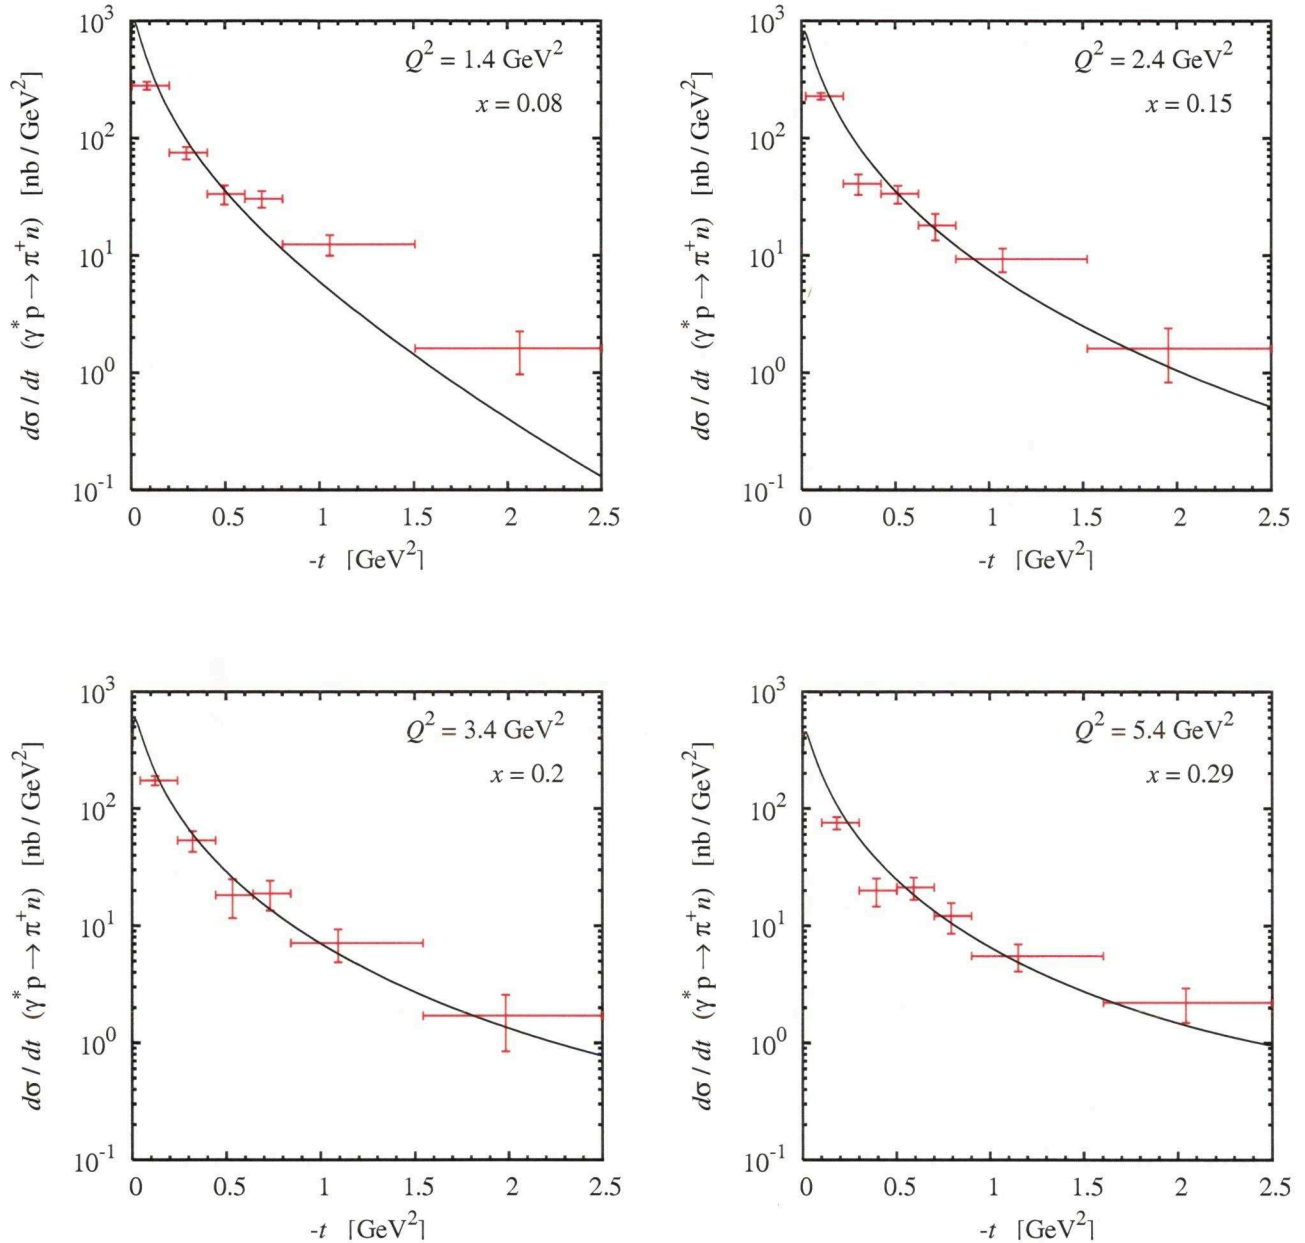 10^3
10^2
10^1
10^0
10^-1
dσ / dt (γ* p → π+ n) [nb / GeV^2]
Q^2 = 1.4 GeV^2
x = 0.08
0 0.5 1 1.5 2 2.5
-t [GeV^2]
10^3
10^2
10^1
10^0
10^-1
dσ / dt (γ* p → π+ n) [nb / GeV^2]
Q^2 = 2.4 GeV^2
x = 0.15
0 0.5 1 1.5 2 2.5
-t [GeV^2]
10^3
10^2
10^1
10^0
10^-1
dσ / dt (γ* p → π+ n) [nb / GeV^2]
Q^2 = 3.4 GeV^2
x = 0.2
0 0.5 1 1.5 2 2.5
-t [GeV^2]
10^3
10^2
10^1
10^0
10^-1
dσ / dt (γ* p → π+ n) [nb / GeV^2]
Q^2 = 5.4 GeV^2
x = 0.29
0 0.5 1 1.5 2 2.5
-t [GeV^2]